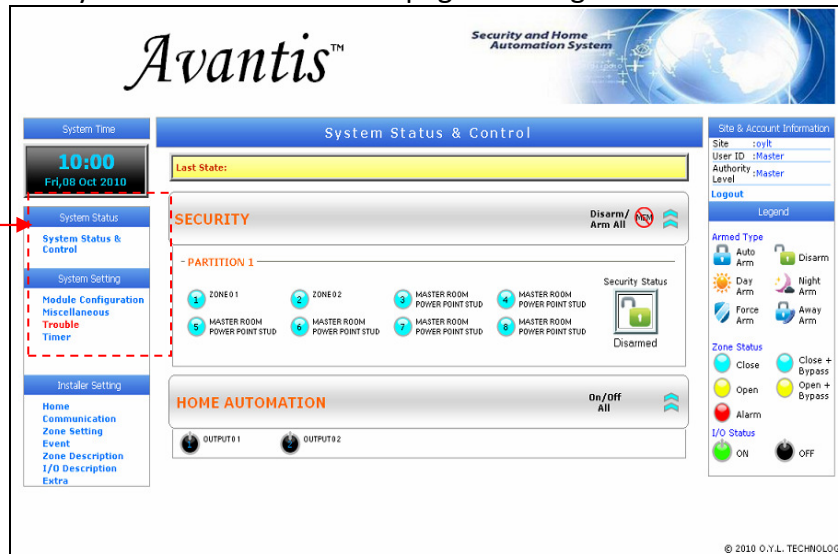 Avantis™
Security and Home
Automation System
System Time
10:00
Fri,08 Oct 2010
System Status
System Status &
Control
System Setting
Module Configuration
Miscellaneous
Trouble
Timer
Installer Setting
Home
Communication
Zone Setting
Event
Zone Description
I/O Description
Extra
System Status & Control
Last State:
SECURITY
Disarm/
Arm All
MEM
PARTITION 1
1 ZONE01
2 ZONE02
3 MASTER ROOM
POWER POINT STUD
4 MASTER ROOM
POWER POINT STUD
5 MASTER ROOM
POWER POINT STUD
6 MASTER ROOM
POWER POINT STUD
7 MASTER ROOM
POWER POINT STUD
8 MASTER ROOM
POWER POINT STUD
Security Status
Disarmed
HOME AUTOMATION
On/Off
All
1 OUTPUT01
2 OUTPUT02
Site & Account Information
Site :oylt
User ID :Master
Authority
Level :Master
Logout
Legend
Armed Type
Auto
Arm
Disarm
Day
Arm
Night
Arm
Force
Arm
Away
Arm
Zone Status
Close
Close +
Bypass
Open
Open +
Bypass
Alarm
I/O Status
ON
OFF
© 2010 O.Y.L. TECHNOLOG